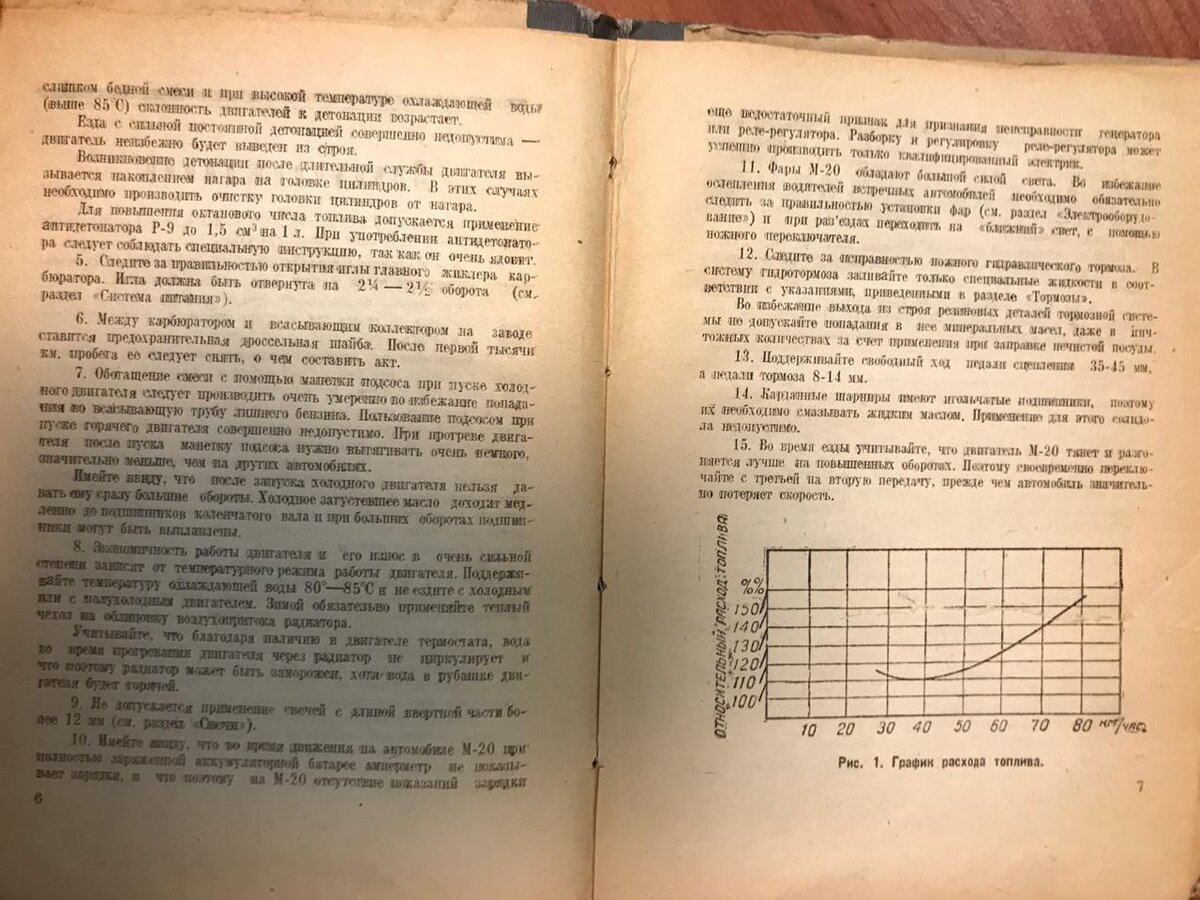 слишком бедной смеси и при высокой температуре охлаждающей воды
(выше 85°С) склонность двигателей к детонации возрастает.
Езда с сильной постоянной детонацией совершенно недопустима —
двигатель неизбежно будет выведен из строя.
Возникновение детонации после длительной службы двигателя вы-
зывается накоплением нагара на головке цилиндров. В этих случаях
необходимо производить очистку головки цилиндров от нагара.
Для повышения октанового числа топлива допускается применение
антидетонатора Р-9 до 1,5 см³ на 1 л. При употреблении антидетонато-
ра следует соблюдать специальную инструкцию, так как он очень ядовит.
5. Следите за правильностью открытия иглы главного жиклера кар-
бюратора. Игла должна быть отвернута на 2¼ — 2½ оборота (см.
раздел «Система питания»).
6. Между карбюратором и всасывающим коллектором на заводе
ставится предохранительная дроссельная шайба. После первой тысячи
км. пробега ее следует снять, о чем составить акт.
7. Обогащение смеси с помощью манетки подсоса при пуске холод-
ного двигателя следует производить очень умеренно во избежание попада-
ния во всасывающую трубу лишнего бензина. Пользование подсосом при
пуске горячего двигателя совершенно недопустимо. При прогреве двига-
теля после пуска манетку подсоса нужно вытягивать очень немного,
значительно меньше, чем на других автомобилях.
Имейте ввиду, что после запуска холодного двигателя нельзя да-
вать ему сразу большие обороты. Холодное загустевшее масло доходит мед-
ленно до подшипников коленчатого вала и при больших оборотах подшип-
ники могут быть выплавлены.
8. Экономичность работы двигателя и его износ в очень сильной
степени зависят от температурного режима работы двигателя. Поддержи-
вайте температуру охлаждающей воды 80°—85°С и не ездите с холодным
или с полухолодным двигателем. Зимой обязательно применяйте теплый
чехол на облицовку воздухопритока радиатора.
Учитывайте, что благодаря наличию в двигателе термостата, вода
во время прогревания двигателя через радиатор не циркулирует и
что поэтому радиатор может быть заморожен, хотя вода в рубашке дви-
гателя будет горячей.
9. Не допускается применение свечей с длиной ввертной части бо-
лее 12 мм (см. раздел «Свечи»).
10. Имейте ввиду, что во время движения на автомобиле М-20 при
полностью заряженной аккумуляторной батарее амперметр не показы-
вает зарядки, и что поэтому на М-20 отсутствие показаний зарядки
6
еще недостаточный признак для признания неисправности генератора
или реле-регулятора. Разборку и регулировку реле-регулятора может
успешно производить только квалифицированный электрик.
11. Фары М-20 обладают большой силой света. Во избежание
ослепления водителей встречных автомобилей необходимо обязательно
следить за правильностью установки фар (см. раздел «Электрооборудо-
вание») и при раз'ездах переходить на «ближний» свет, с помощью
ножного переключателя.
12. Следите за исправностью ножного гидравлического тормоза. В
систему гидротормоза заливайте только специальные жидкости в соот-
ветствии с указаниями, приведенными в разделе «Тормозы».
Во избежание выхода из строя резиновых деталей тормозной систе-
мы не допускайте попадания в нее минеральных масел, даже в нич-
тожных количествах за счет применения при заправке нечистой посуды.
13. Поддерживайте свободный ход педали сцепления 35-45 мм,
а педали тормоза 8-14 мм.
14. Карданные шарниры имеют игольчатые подшипники, поэтому
их необходимо смазывать жидким маслом. Применение для этого солидо-
ла недопустимо.
15. Во время езды учитывайте, что двигатель М-20 тянет и разго-
няется лучше на повышенных оборотах. Поэтому своевременно переклю-
чайте с третьей на вторую передачу, прежде чем автомобиль значитель-
но потеряет скорость.
ОТНОСИТЕЛЬНЫЙ РАСХОД ТОПЛИВА
%%
150
140
130
120
110
100
10 20 30 40 50 60 70 80 км/час
Рис. 1. График расхода топлива.
7